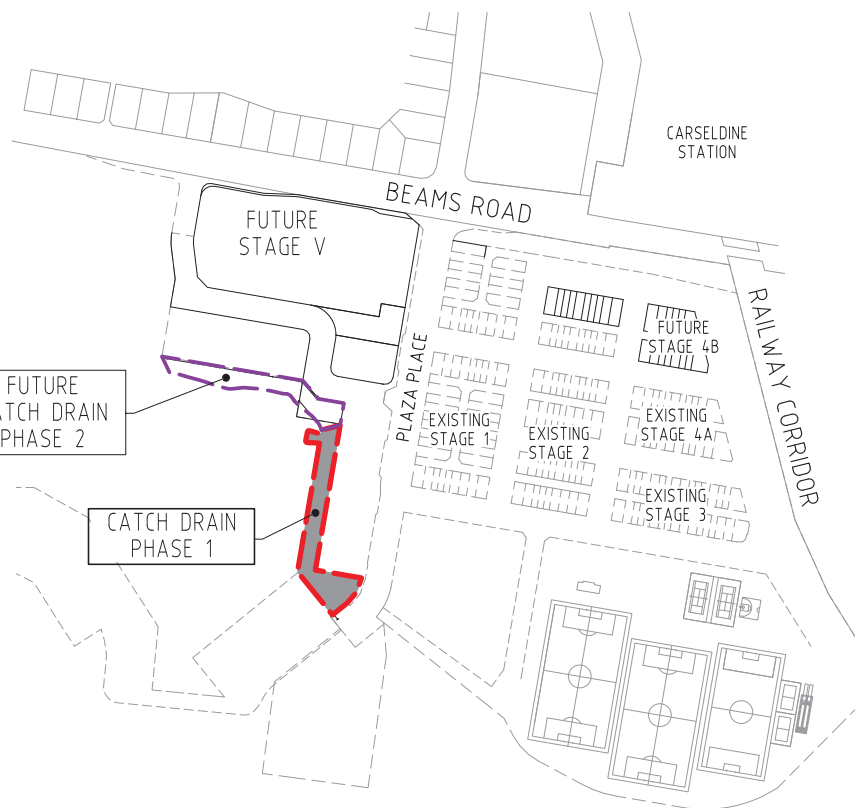 CARSELDINE
STATION
BEAMS ROAD
FUTURE
STAGE V
RAILWAY CORRIDOR
FUTURE
STAGE 4B
PLAZA PLACE
FUTURE
CATCH DRAIN
PHASE 2
EXISTING
STAGE 1
EXISTING
STAGE 2
EXISTING
STAGE 4A
EXISTING
STAGE 3
CATCH DRAIN
PHASE 1